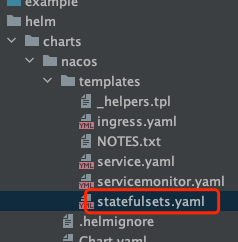 example
helm
charts
nacos
templates
_helpers.tpl
ingress.yaml
NOTES.txt
service.yaml
servicemonitor.yaml
statefulsets.yaml
.helmignore
Chart.yaml